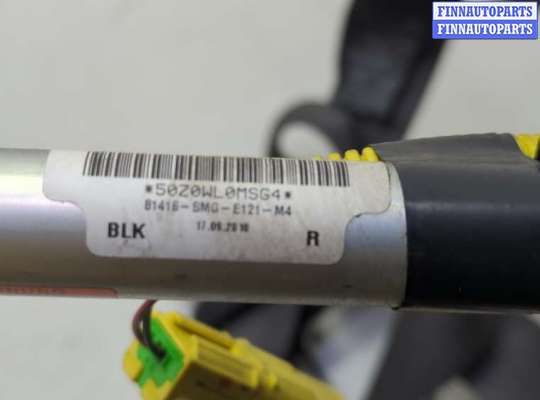 FINNAUTOPARTS
FINNAUTOPARTS
*50Z0WL0MSG4*
81416-SMG-E121-M4
BLK 17.09.2010 R